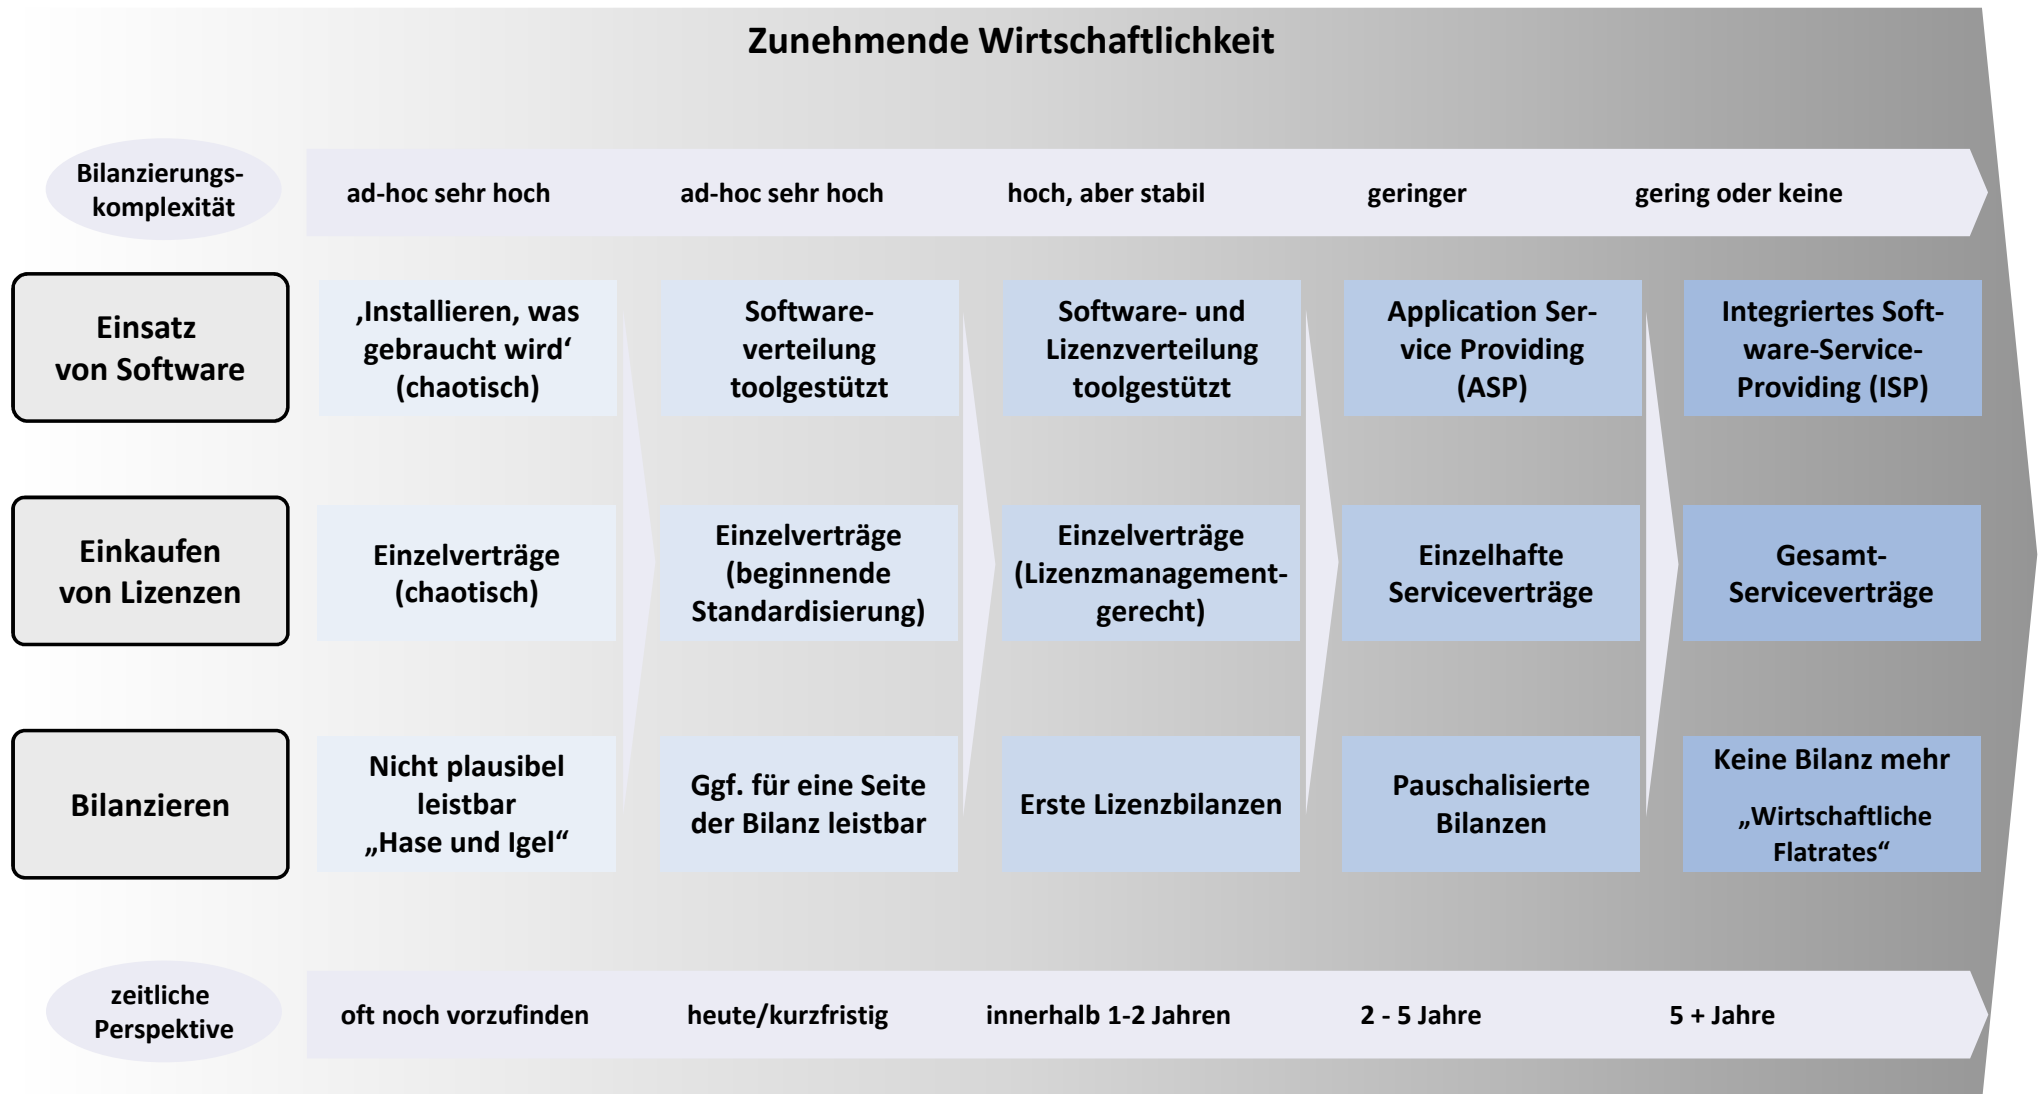 Zunehmende Wirtschaftlichkeit
Bilanzierungs-
komplexität
ad-hoc sehr hoch
ad-hoc sehr hoch
hoch, aber stabil
geringer
gering oder keine
Einsatz
von Software
‚Installieren, was
gebraucht wird‘
(chaotisch)
Software-
verteilung
toolgestützt
Software- und
Lizenzverteilung
toolgestützt
Application Ser-
vice Providing
(ASP)
Integriertes Soft-
ware-Service-
Providing (ISP)
Einkaufen
von Lizenzen
Einzelverträge
(chaotisch)
Einzelverträge
(beginnende
Standardisierung)
Einzelverträge
(Lizenzmanagement-
gerecht)
Einzelhafte
Serviceverträge
Gesamt-
Serviceverträge
Bilanzieren
Nicht plausibel
leistbar
„Hase und Igel“
Ggf. für eine Seite
der Bilanz leistbar
Erste Lizenzbilanzen
Pauschalisierte
Bilanzen
Keine Bilanz mehr
„Wirtschaftliche
Flatrates“
zeitliche
Perspektive
oft noch vorzufinden
heute/kurzfristig
innerhalb 1-2 Jahren
2 - 5 Jahre
5 + Jahre